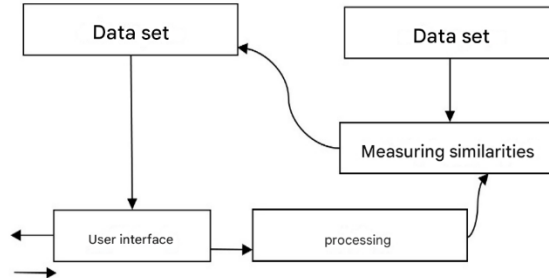 Data set
Data set
Measuring similarities
User interface
processing